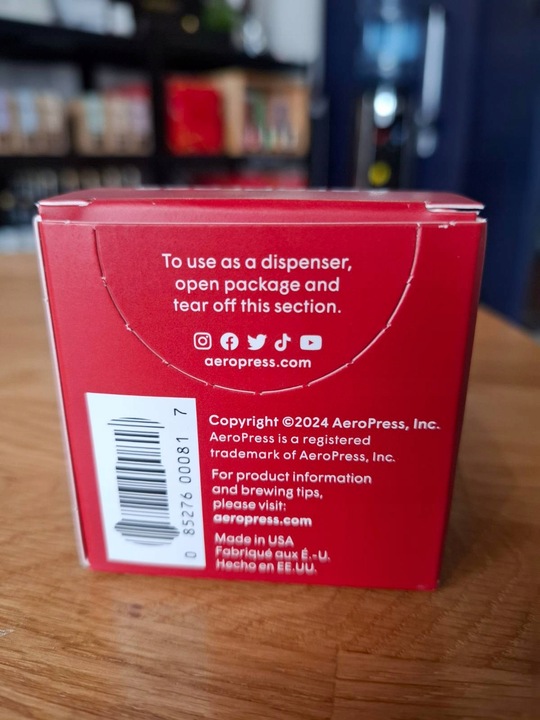 To use as a dispenser,
open package and
tear off this section.
aeropress.com
0 85276 00081 7
Copyright ©2024 AeroPress, Inc.
AeroPress is a registered
trademark of AeroPress, Inc.
For product information
and brewing tips,
please visit:
aeropress.com
Made in USA
Fabriqué aux É.-U.
Hecho en EE.UU.